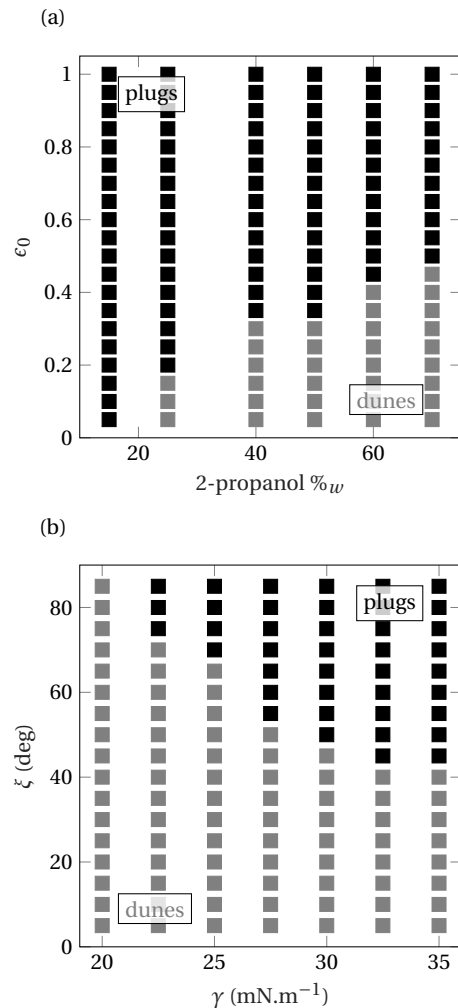 (a)
plugs
1
0.8
0.6
ϵ0
0.4
0.2
dunes
0
20 40 60
2-propanol %w
(b)
plugs
80
60
ξ (deg)
40
20
dunes
0
20 25 30 35
γ (mN.m−1)